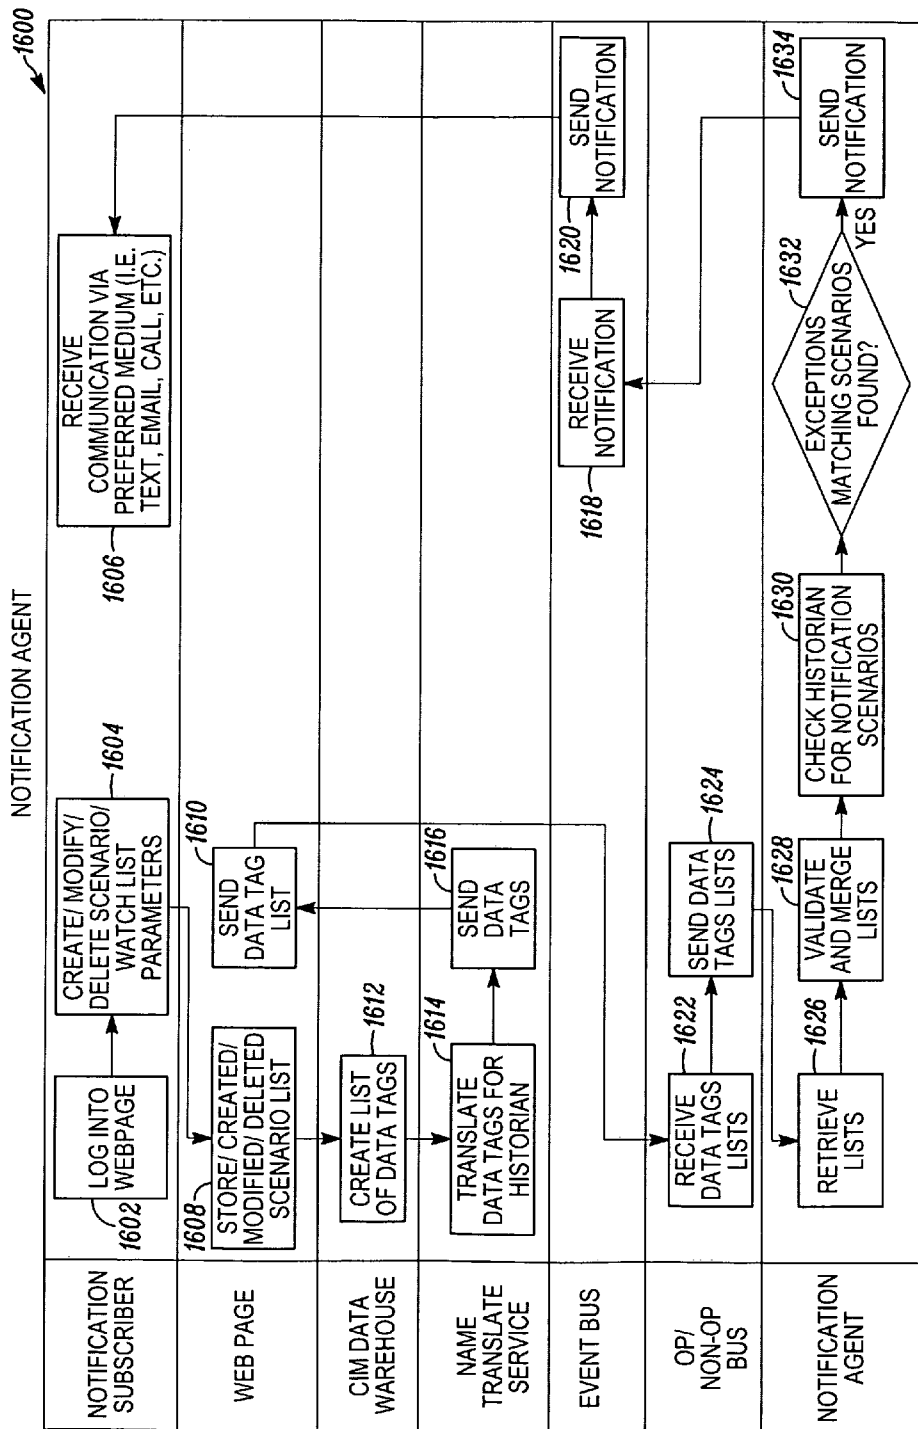 NOTIFICATION AGENT
1600
NOTIFICATION
SUBSCRIBER
LOG INTO
WEBPAGE
1602
CREATE/ MODIFY/
DELETE SCENARIO/
WATCH LIST
PARAMETERS
1604
RECEIVE
COMMUNICATION VIA
PREFERRED MEDIUM (I.E.
TEXT, EMAIL, CALL, ETC.)
1606
WEB PAGE
1608
STORE/ CREATED/
MODIFIED/ DELETED
SCENARIO LIST
1610
SEND
DATA TAG
LIST
CIM DATA
WAREHOUSE
CREATE LIST
OF DATA TAGS
1612
NAME
TRANSLATE
SERVICE
1614
TRANSLATE
DATA TAGS FOR
HISTORIAN
1616
SEND
DATA
TAGS
EVENT BUS
RECEIVE
NOTIFICATION
1618
SEND
NOTIFICATION
1620
OP/
NON-OP
BUS
1622
RECEIVE
DATA TAGS
LISTS
1624
SEND DATA
TAGS LISTS
NOTIFICATION
AGENT
1626
RETRIEVE
LISTS
1628
VALIDATE
AND MERGE
LISTS
1630
CHECK HISTORIAN
FOR NOTIFICATION
SCENARIOS
1632
EXCEPTIONS
MATCHING SCENARIOS
FOUND?
YES
1634
SEND
NOTIFICATION